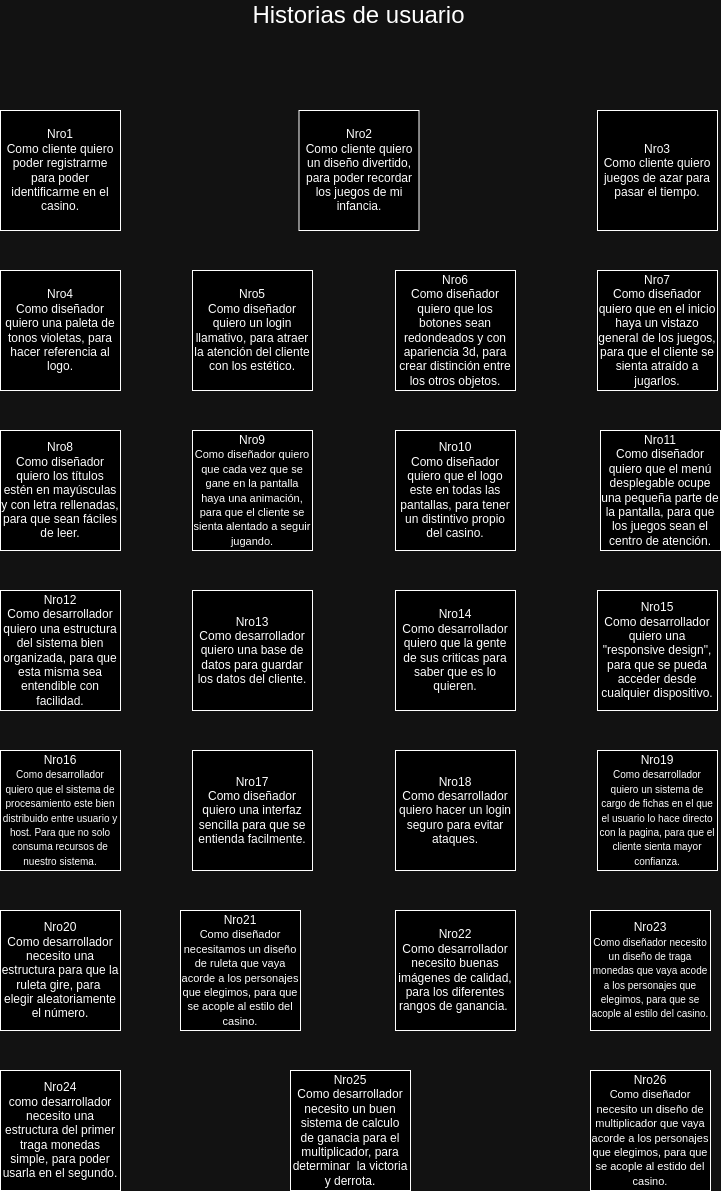 Historias de usuario
Nro1
Como cliente quiero
poder registrarme
para poder
identificarme en el
casino.
Nro2
Como cliente quiero
un diseño divertido,
para poder recordar
los juegos de mi
infancia.
Nro3
Como cliente quiero
juegos de azar para
pasar el tiempo.
Nro4
Como diseñador
quiero una paleta de
tonos violetas, para
hacer referencia al
logo.
Nro5
Como diseñador
quiero un login
llamativo, para atraer
la atención del cliente
con los estético.
Nro6
Como diseñador
quiero que los
botones sean
redondeados y con
apariencia 3d, para
crear distinción entre
los otros objetos.
Nro7
Como diseñador
quiero que en el inicio
haya un vistazo
general de los juegos,
para que el cliente se
sienta atraído a
jugarlos.
Nro8
Como diseñador
quiero los títulos
estén en mayúsculas
y con letra rellenadas,
para que sean fáciles
de leer.
Nro9
Como diseñador quiero
que cada vez que se
gane en la pantalla
haya una animación,
para que el cliente se
sienta alentado a seguir
jugando.
Nro10
Como diseñador
quiero que el logo
este en todas las
pantallas, para tener
un distintivo propio
del casino.
Nro11
Como diseñador
quiero que el menú
desplegable ocupe
una pequeña parte de
la pantalla, para que
los juegos sean el
centro de atención.
Nro12
Como desarrollador
quiero una estructura
del sistema bien
organizada, para que
esta misma sea
entendible con
facilidad.
Nro13
Como desarrollador
quiero una base de
datos para guardar
los datos del cliente.
Nro14
Como desarrollador
quiero que la gente
de sus criticas para
saber que es lo
quieren.
Nro15
Como desarrollador
quiero una
"responsive design",
para que se pueda
acceder desde
cualquier dispositivo.
Nro16
Como desarrollador
quiero que el sistema de
procesamiento este bien
distribuido entre usuario y
host. Para que no solo
consuma recursos de
nuestro sistema.
Nro17
Como diseñador
quiero una interfaz
sencilla para que se
entienda facilmente.
Nro18
Como desarrollador
quiero hacer un login
seguro para evitar
ataques.
Nro19
Como desarrollador
quiero un sistema de
cargo de fichas en el que
el usuario lo hace directo
con la pagina, para que el
cliente sienta mayor
confianza.
Nro20
Como desarrollador
necesito una
estructura para que la
ruleta gire, para
elegir aleatoriamente
el número.
Nro21
Como diseñador
necesitamos un diseño
de ruleta que vaya
acorde a los personajes
que elegimos, para que
se acople al estilo del
casino.
Nro22
Como desarrollador
necesito buenas
imágenes de calidad,
para los diferentes
rangos de ganancia.
Nro23
Como diseñador necesito
un diseño de traga
monedas que vaya acode
a los personajes que
elegimos, para que se
acople al estilo del casino.
Nro24
como desarrollador
necesito una
estructura del primer
traga monedas
simple, para poder
usarla en el segundo.
Nro25
Como desarrollador
necesito un buen
sistema de calculo
de ganacia para el
multiplicador, para
determinar  la victoria
y derrota.
Nro26
Como diseñador
necesito un diseño de
multiplicador que vaya
acorde a los personajes
que elegimos, para que
se acople al estido del
casino.